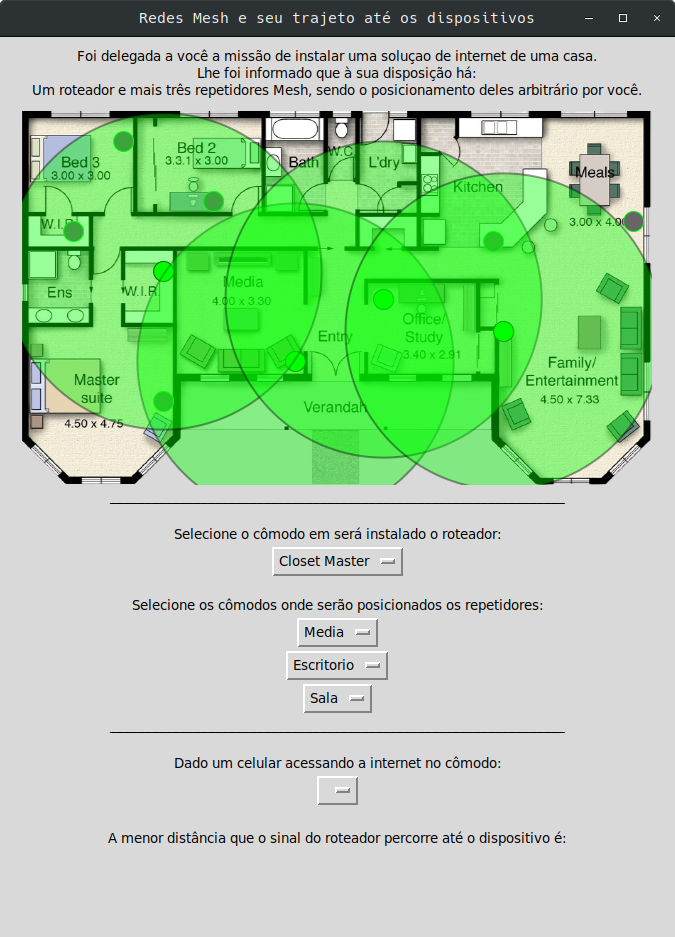 Redes Mesh e seu trajeto até os dispositivos
Foi delegada a você a missão de instalar uma soluçao de internet de uma casa.
Lhe foi informado que à sua disposição há:
Um roteador e mais três repetidores Mesh, sendo o posicionamento deles arbitrário por você.
Bed 3
3.00 x 3.00
Bed 2
3.3.1 x 3.00
Bath
W.C
L'dry
Kitchen
Meals
3.00 x 4.00
W.I.R
Ens
W.I.R.
Media
4.00 x 3.30
Entry
Office/
Study
3.40 x 2.91
Family/
Entertainment
4.50 x 7.33
Master
suite
4.50 x 4.75
Verandah
Selecione o cômodo em será instalado o roteador:
Closet Master
Selecione os cômodos onde serão posicionados os repetidores:
Media
Escritorio
Sala
Dado um celular acessando a internet no cômodo:
A menor distância que o sinal do roteador percorre até o dispositivo é: